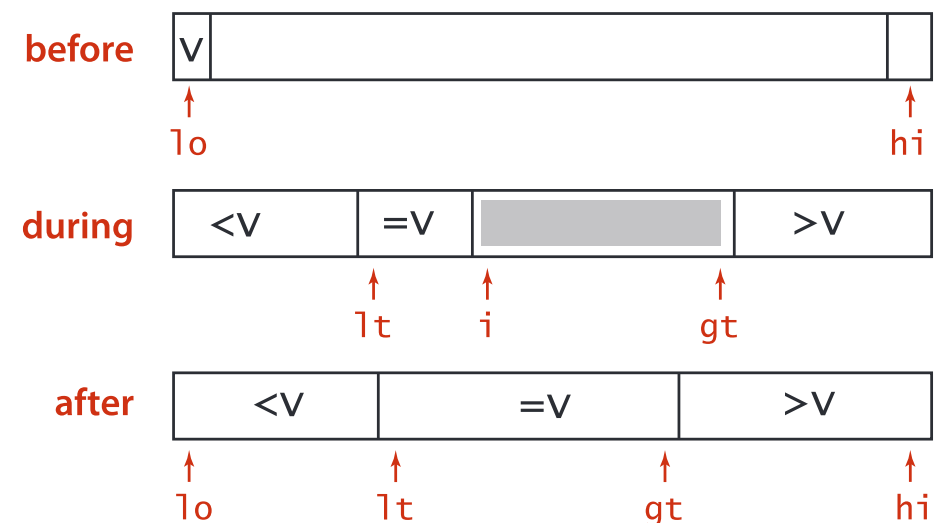 before V
lo hi
during <V =V >V
lt i gt
after <V =V >V
lo lt gt hi